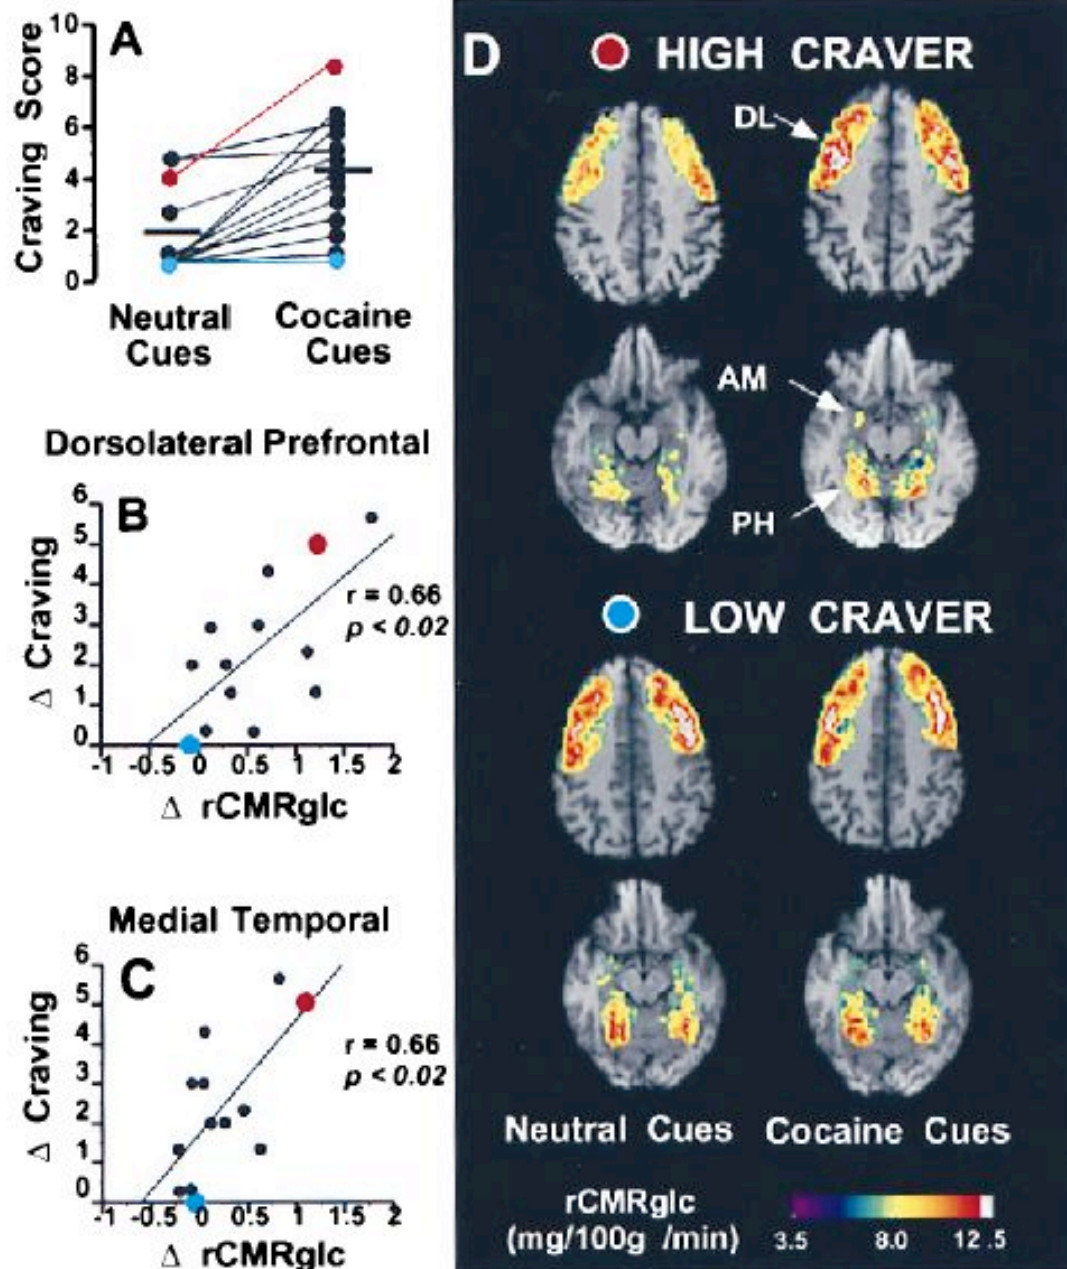 A
Craving Score
10
8
6
4
2
0
Neutral
Cues
Cocaine
Cues
Dorsolateral Prefrontal
B
Δ Craving
6
5
4
3
2
1
0
r = 0.66
p < 0.02
-1 -0.5 0 0.5 1 1.5 2
Δ rCMRglc
Medial Temporal
C
Δ Craving
6
5
4
3
2
1
0
r = 0.66
p < 0.02
-1 -0.5 0 0.5 1 1.5 2
Δ rCMRglc
D
HIGH CRAVER
DL
AM
PH
LOW CRAVER
Neutral Cues Cocaine Cues
rCMRglc
(mg/100g /min)
3.5 8.0 12.5